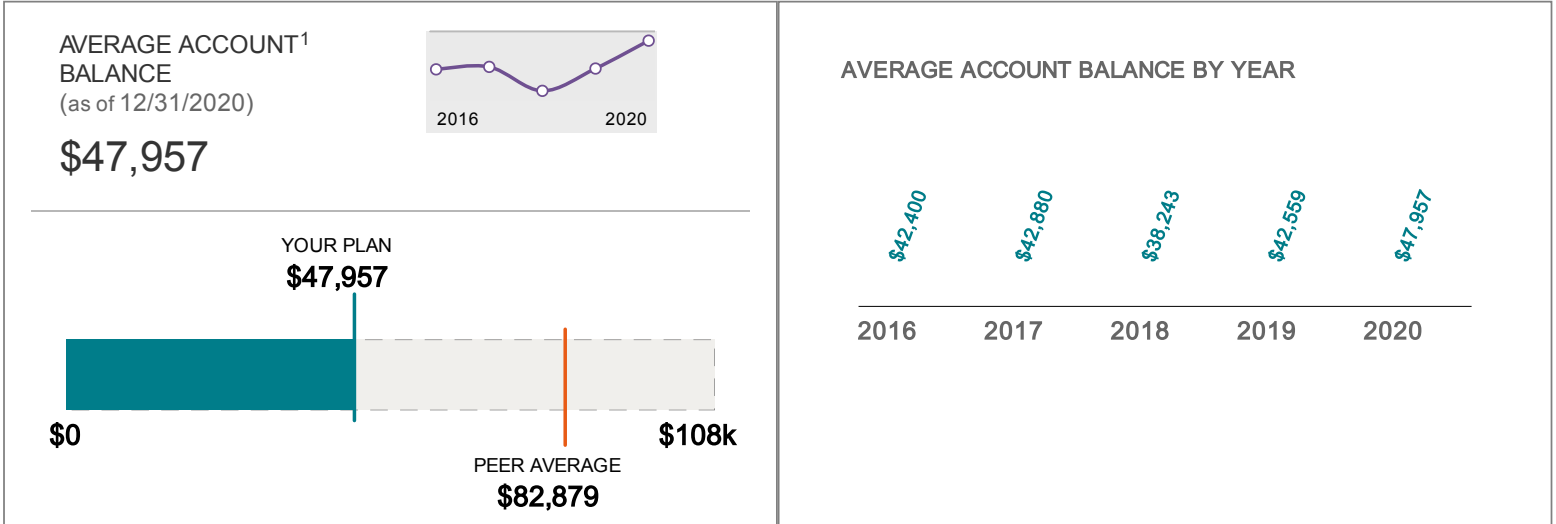 AVERAGE ACCOUNT1
BALANCE
(as of 12/31/2020)
$47,957
2016 2020
YOUR PLAN
$47,957
$0 $108k
PEER AVERAGE
$82,879
AVERAGE ACCOUNT BALANCE BY YEAR
$42,400 $42,880 $38,243 $42,559 $47,957
2016 2017 2018 2019 2020